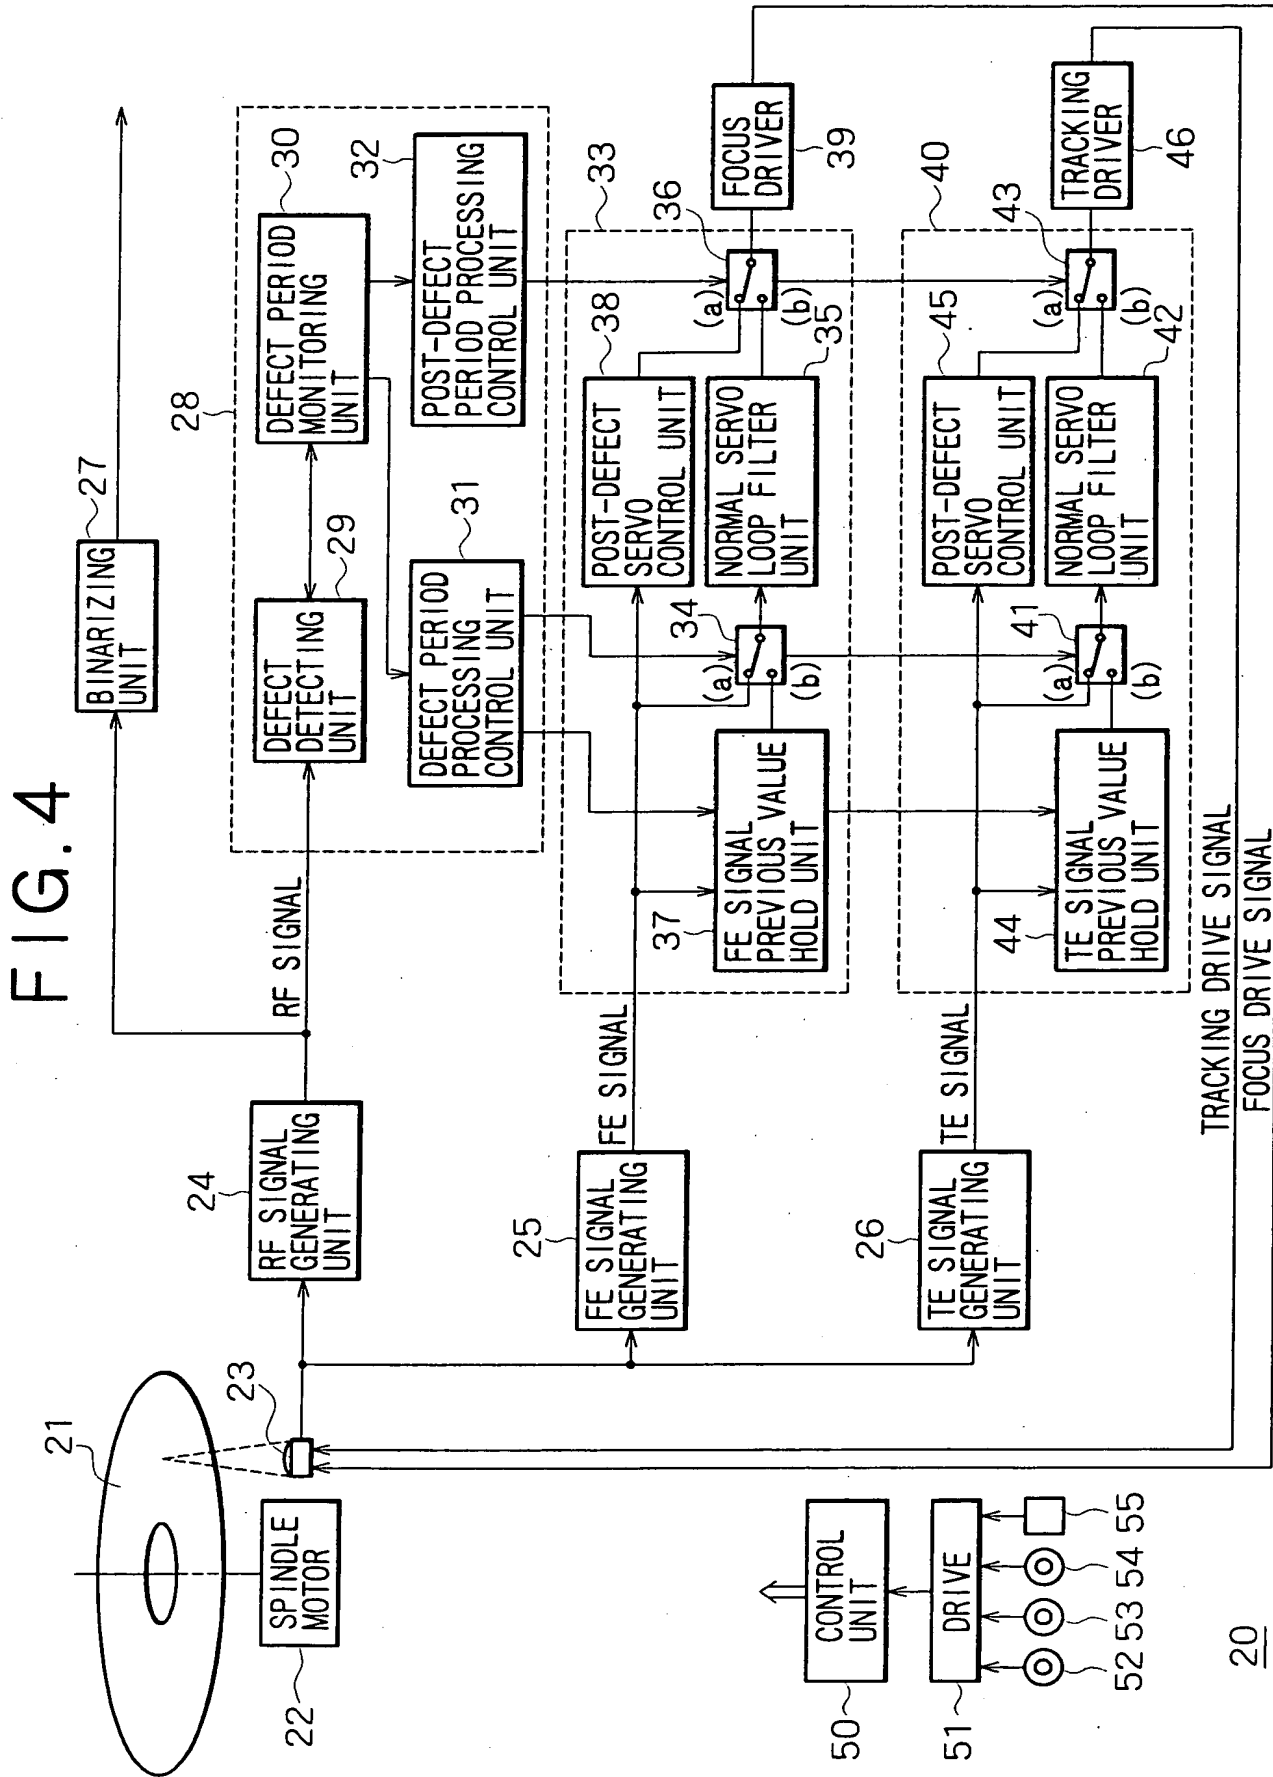 FIG. 4
21
23
SPINDLE
MOTOR
22
24
RF SIGNAL
GENERATING
UNIT
RF SIGNAL
BINARIZING
UNIT
27
28
DEFECT
DETECTING
UNIT
29
DEFECT PERIOD
MONITORING
UNIT
30
DEFECT PERIOD
PROCESSING
CONTROL UNIT
31
POST-DEFECT
PERIOD PROCESSING
CONTROL UNIT
32
25
FE SIGNAL
GENERATING
UNIT
FE SIGNAL
33
37
FE SIGNAL
PREVIOUS VALUE
HOLD UNIT
34
(a)
(b)
POST-DEFECT
SERVO
CONTROL UNIT
38
NORMAL SERVO
LOOP FILTER
UNIT
35
36
(a)
(b)
FOCUS
DRIVER
39
26
TE SIGNAL
GENERATING
UNIT
TE SIGNAL
40
44
TE SIGNAL
PREVIOUS VALUE
HOLD UNIT
41
(a)
(b)
POST-DEFECT
SERVO
CONTROL UNIT
45
NORMAL SERVO
LOOP FILTER
UNIT
42
43
(a)
(b)
TRACKING
DRIVER
46
TRACKING DRIVE SIGNAL
FOCUS DRIVE SIGNAL
CONTROL
UNIT
50
DRIVE
51
52
53
54
55
20